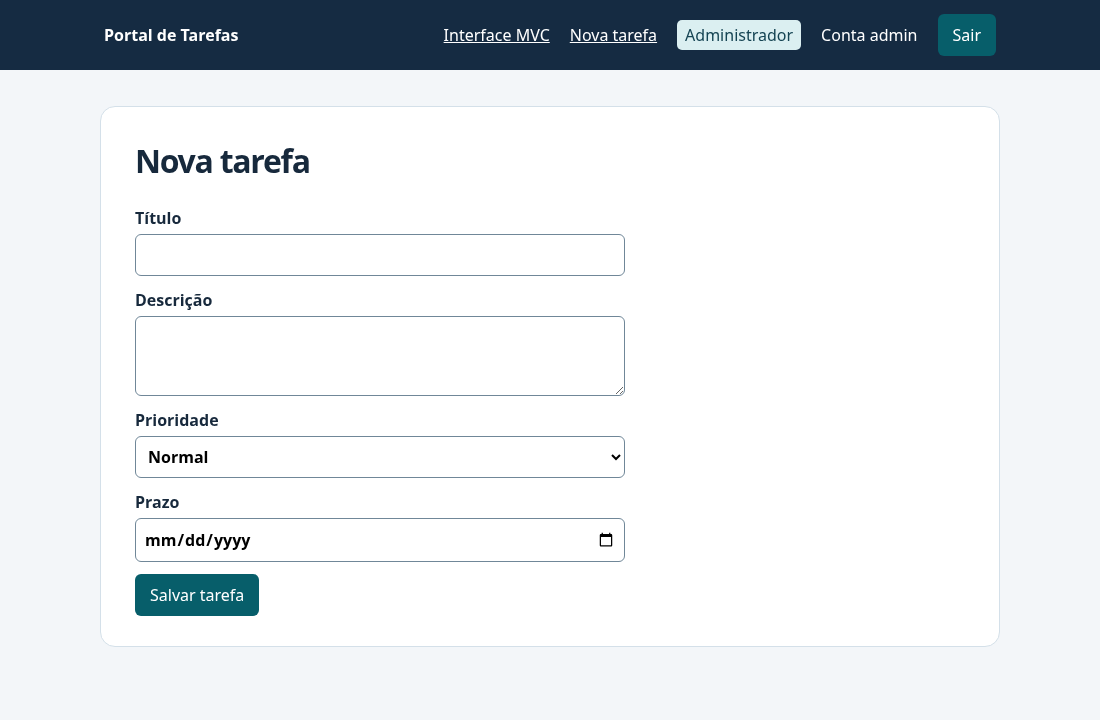 Portal de Tarefas Interface MVC Nova tarefa Administrador Conta admin Sair
Nova tarefa
Título
Descrição
Prioridade
Normal
Prazo
mm/dd/yyyy
Salvar tarefa